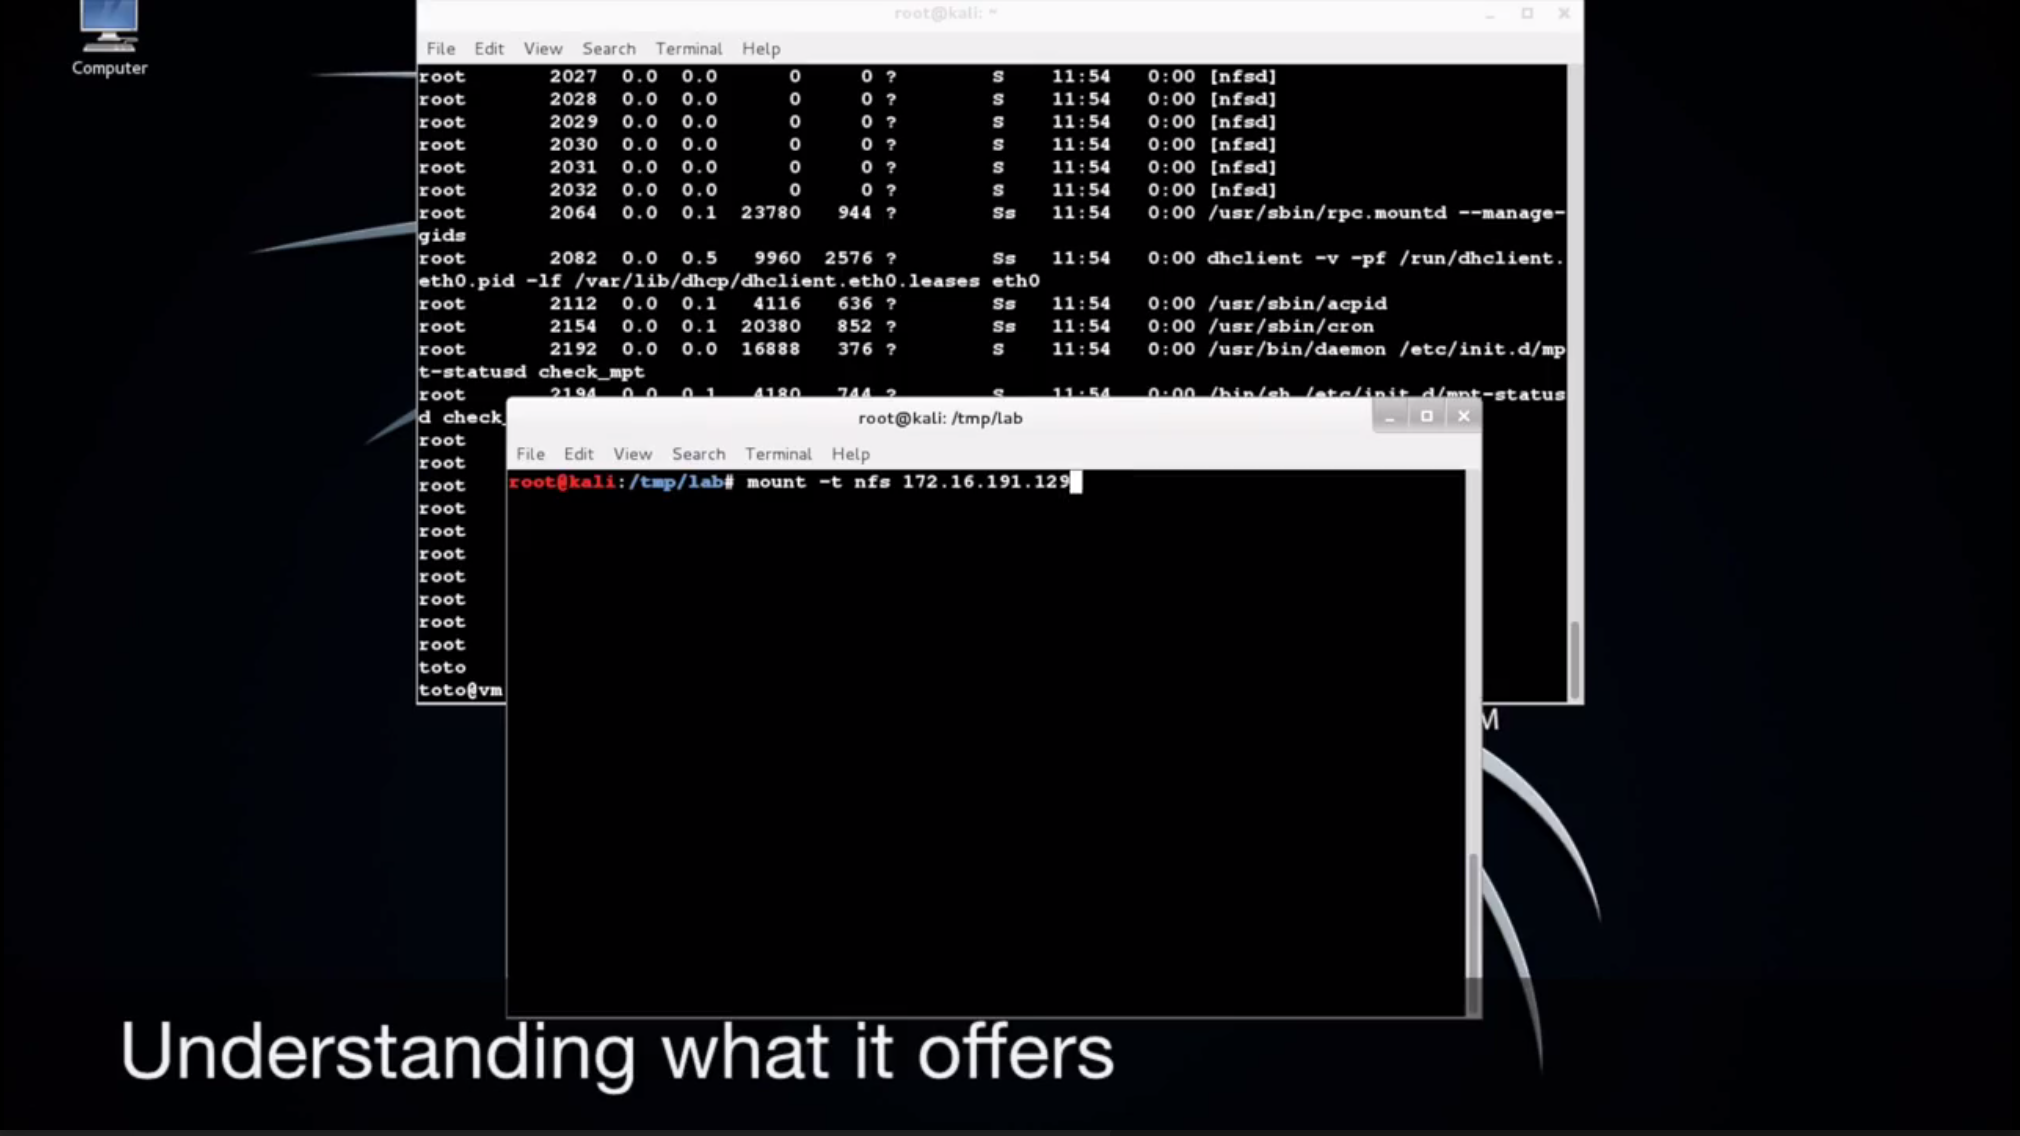 Computer
root@kali: ~
File Edit View Search Terminal Help
root 2027 0.0 0.0 0 0 ? S 11:54 0:00 [nfsd]
root 2028 0.0 0.0 0 0 ? S 11:54 0:00 [nfsd]
root 2029 0.0 0.0 0 0 ? S 11:54 0:00 [nfsd]
root 2030 0.0 0.0 0 0 ? S 11:54 0:00 [nfsd]
root 2031 0.0 0.0 0 0 ? S 11:54 0:00 [nfsd]
root 2032 0.0 0.0 0 0 ? S 11:54 0:00 [nfsd]
root 2064 0.0 0.1 23780 944 ? Ss 11:54 0:00 /usr/sbin/rpc.mountd --manage-
gids
root 2082 0.0 0.5 9960 2576 ? Ss 11:54 0:00 dhclient -v -pf /run/dhclient.
eth0.pid -lf /var/lib/dhcp/dhclient.eth0.leases eth0
root 2112 0.0 0.1 4116 636 ? Ss 11:54 0:00 /usr/sbin/acpid
root 2154 0.0 0.1 20380 852 ? Ss 11:54 0:00 /usr/sbin/cron
root 2192 0.0 0.0 16888 376 ? S 11:54 0:00 /usr/bin/daemon /etc/init.d/mp
t-statusd check_mpt
root 2194 0.0 0.1 4180 744 ? S 11:54 0:00 /bin/sh /etc/init.d/mpt-status
d check_
root
root
root
root
root
root
root
root
root
root
toto
toto@vm
root@kali: /tmp/lab
File Edit View Search Terminal Help
root@kali:/tmp/lab# mount -t nfs 172.16.191.129
M
Understanding what it offers